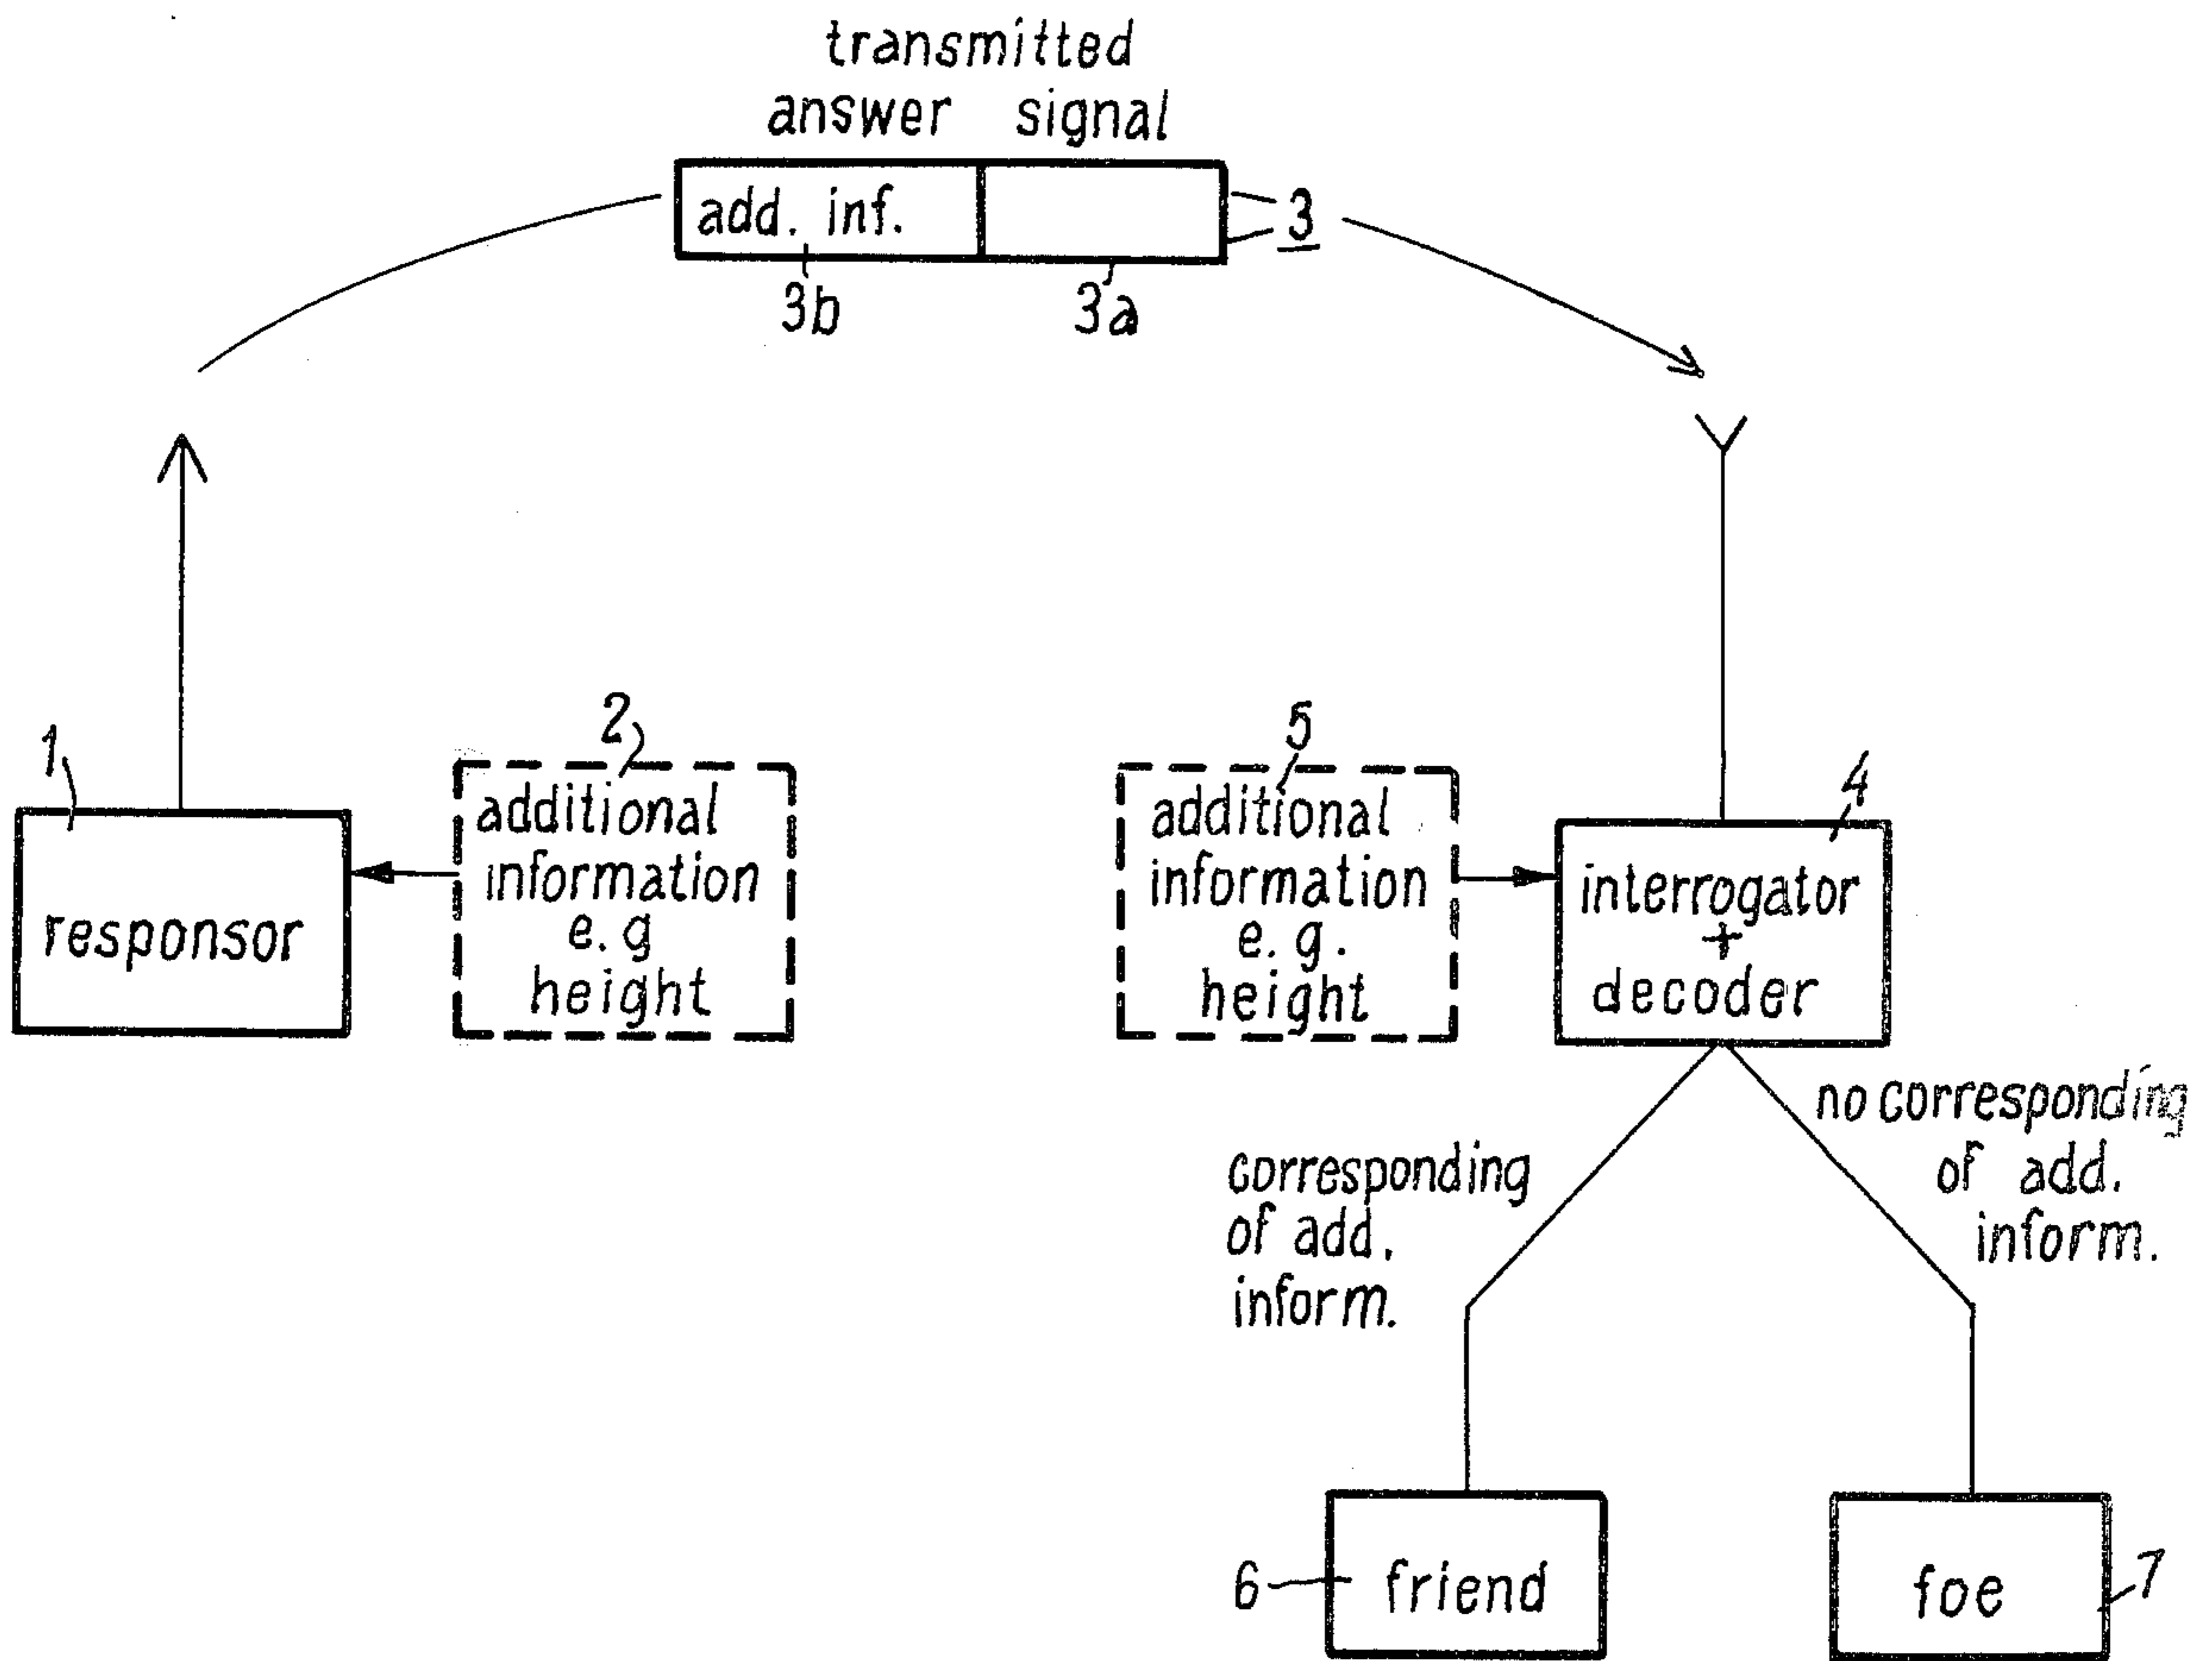 transmitted
answer signal
add. inf.
3
3b
3a
1
responsor
2
additional
information
e.g
height
5
additional
information
e.g.
height
4
interrogator
+
decoder
corresponding
of add.
inform.
no corresponding
of add.
inform.
6
friend
foe
7